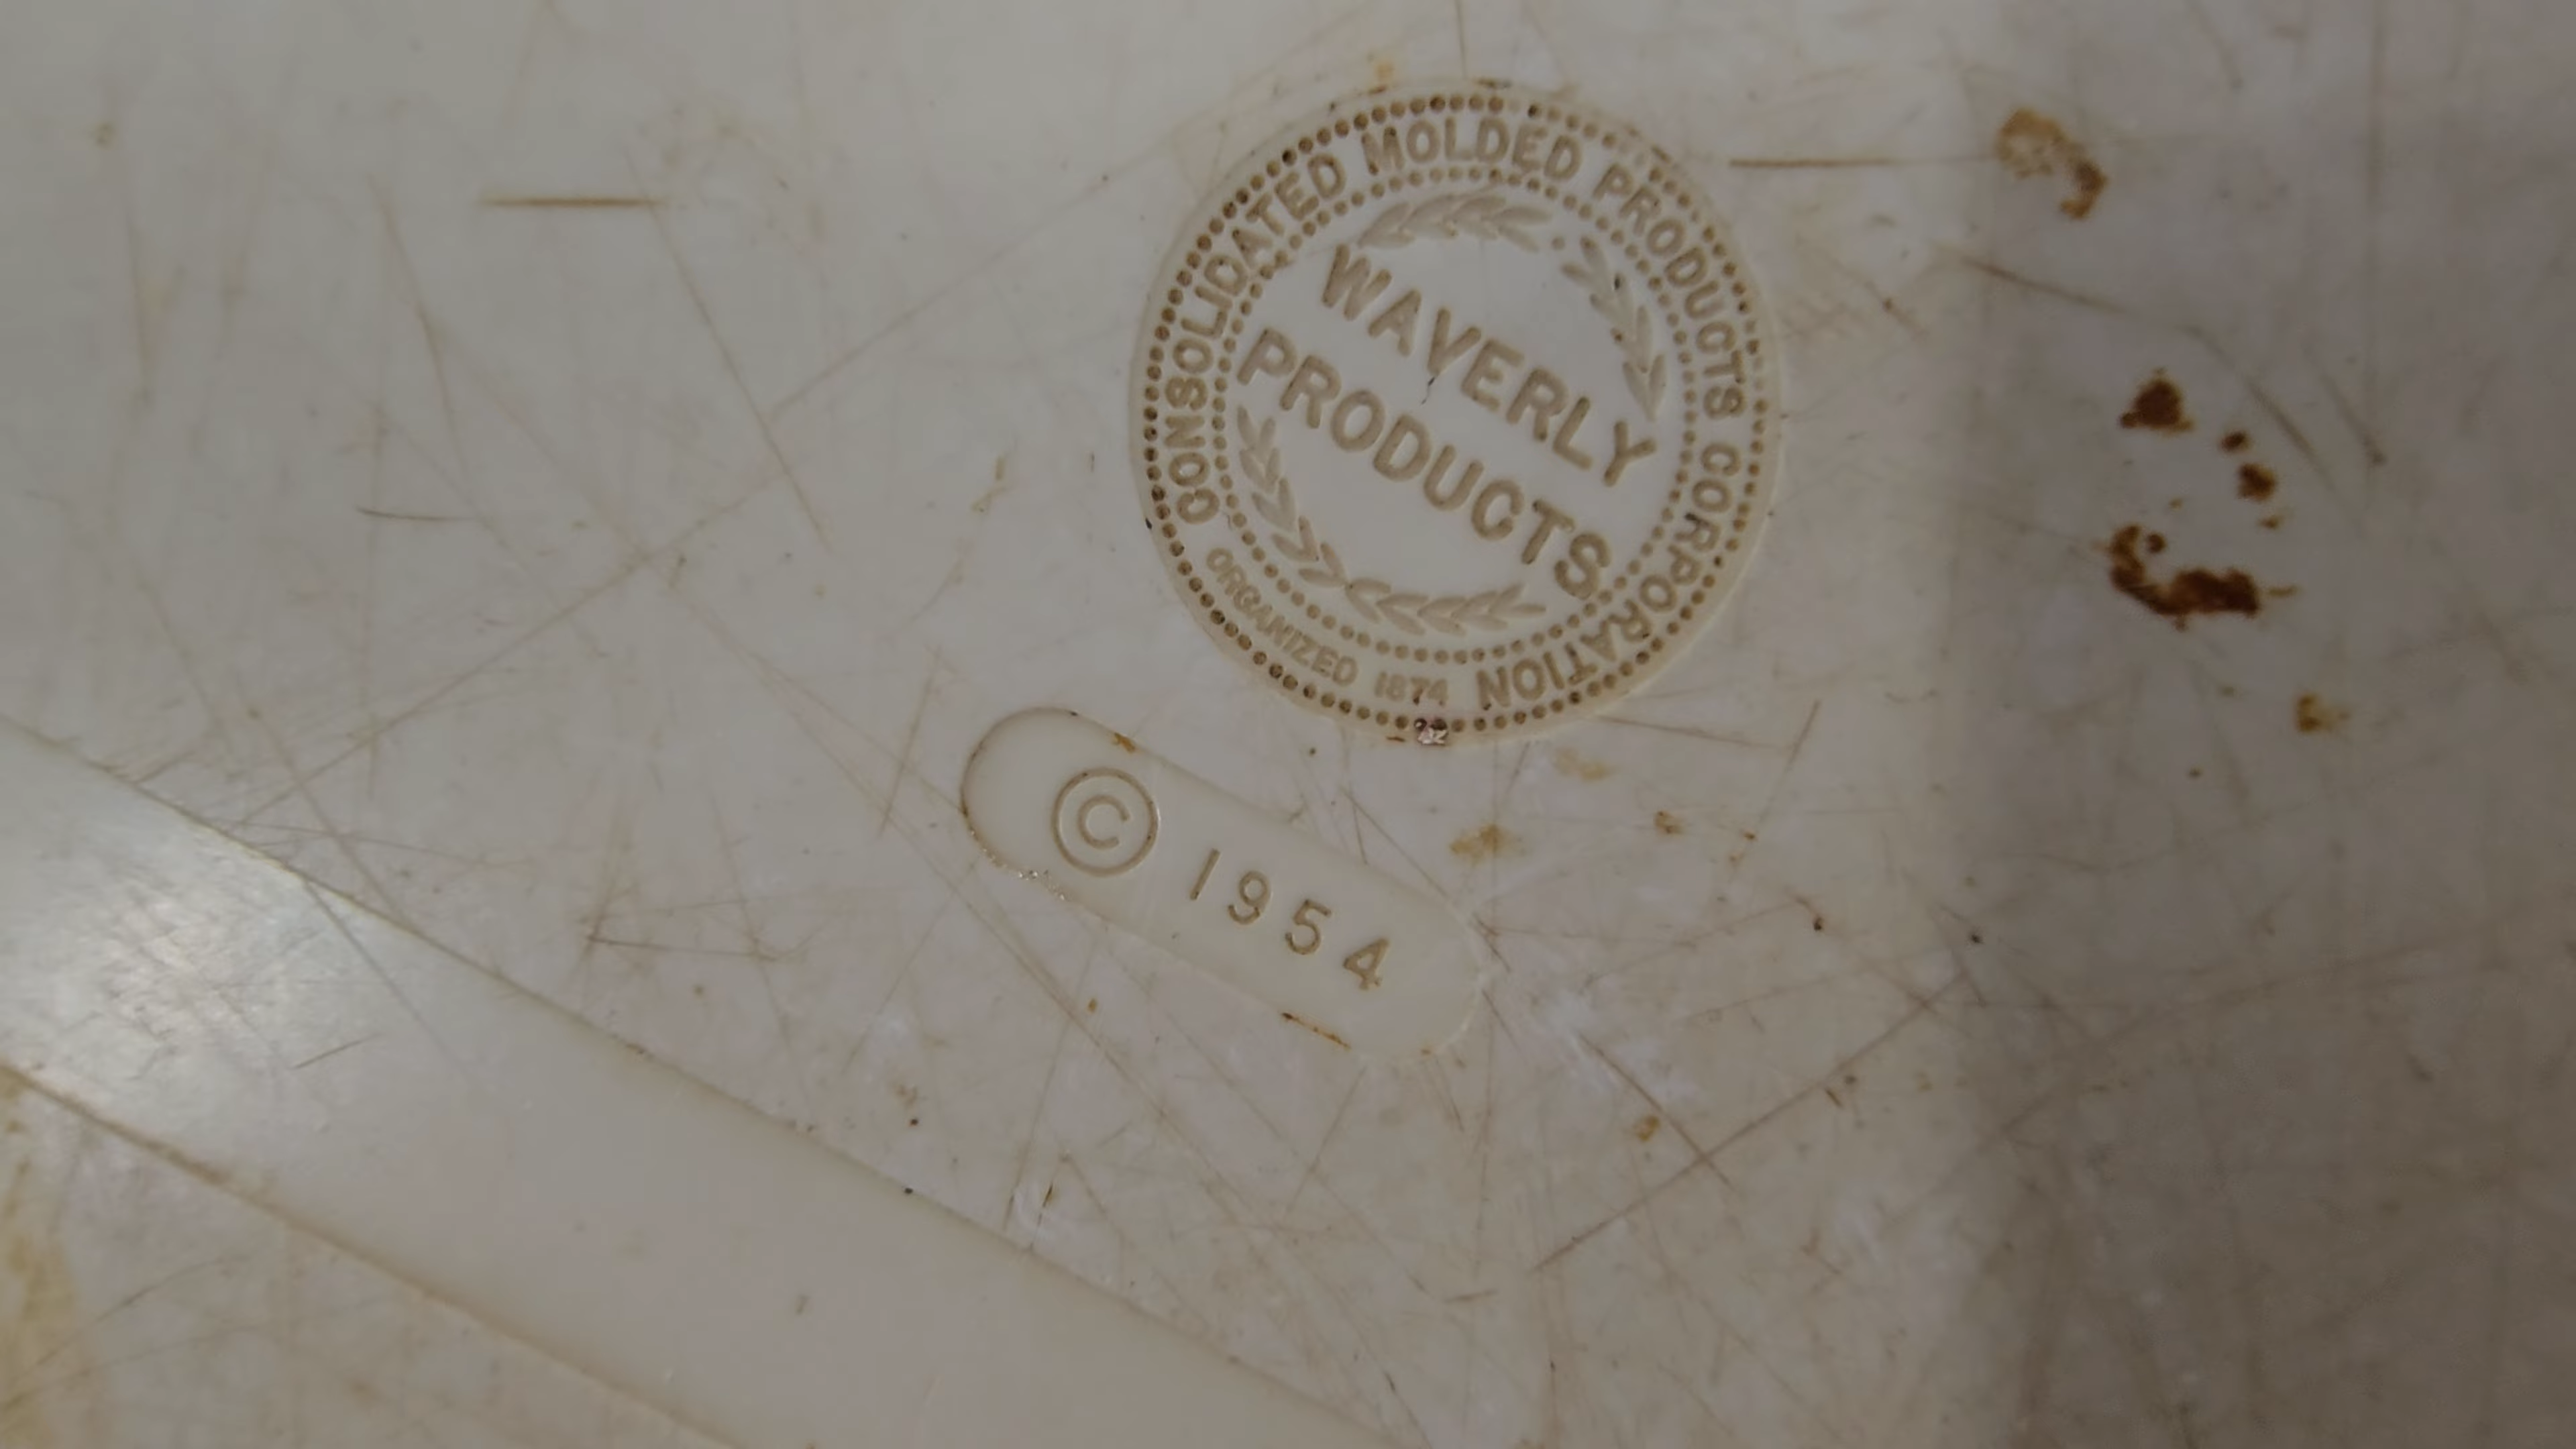 CONSOLIDATED MOLDED PRODUCTS CORPORATION
WAVERLY
PRODUCTS
ORGANIZED 1874
© 1954